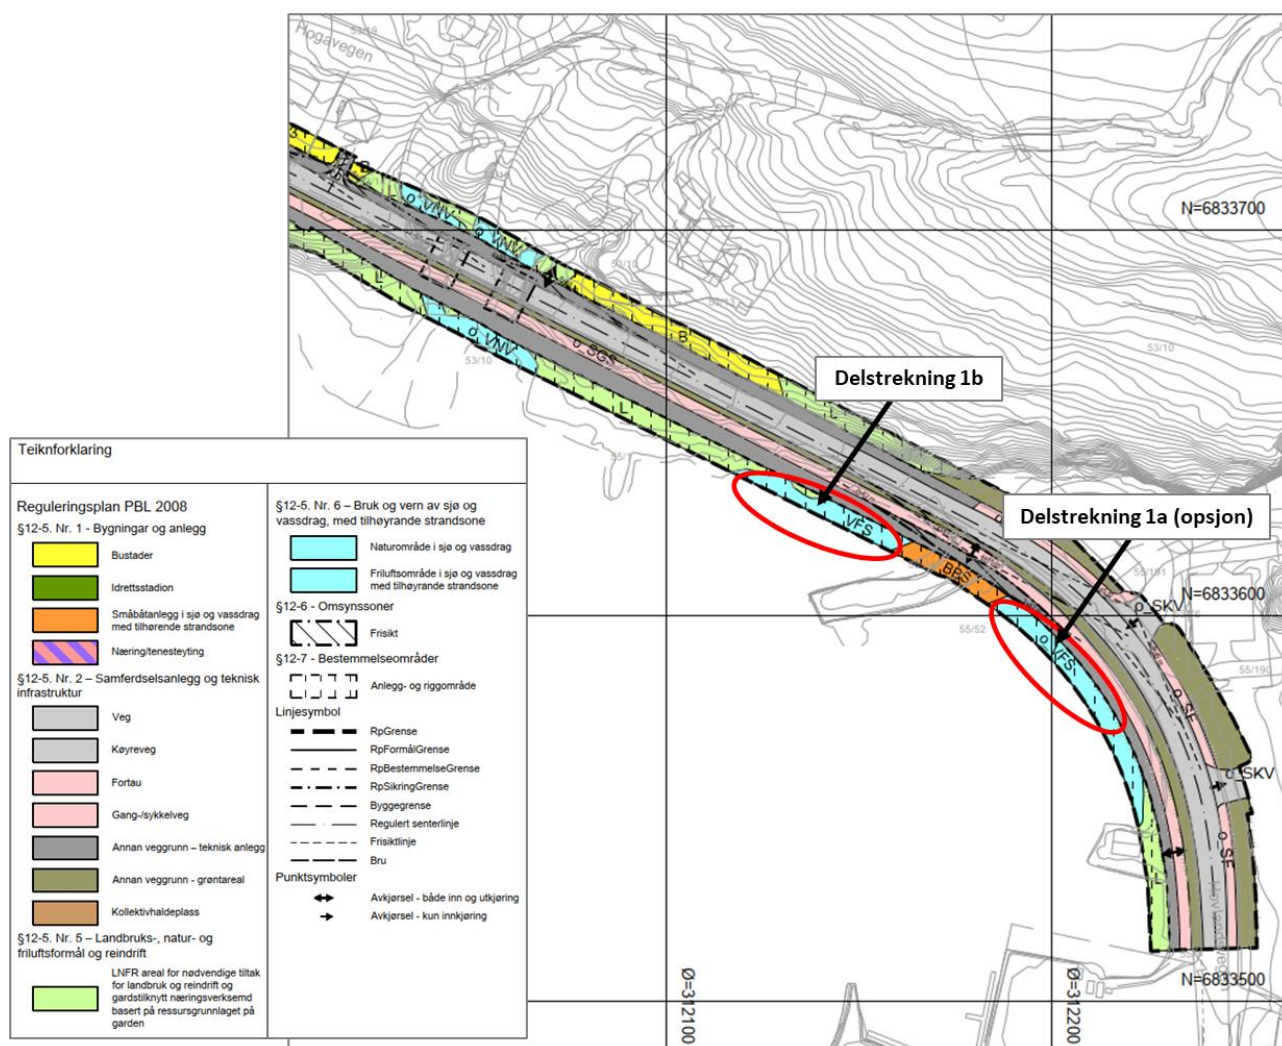 Hogavegen
53/19
N=6833700
o_VNV
o_VNV
L
53/10
B
o_VNV
o_SGS
53/10
53/10
L
L
Delstrekning 1b
VFS
Delstrekning 1a (opsjon)
BBS
55/191
N=6833600
o_SKV
55/52
o_VFS
55/190
o_SF
o_SKV
o_SF
Hovlandsvegen
N=6833500
Ø=312100
Ø=312200
Teiknforklaring
Reguleringsplan PBL 2008
§12-5. Nr. 1 - Bygningar og anlegg
Bustader
Idrettsstadion
Småbåtanlegg i sjø og vassdrag
med tilhørende strandsone
Næring/tenesteyting
§12-5. Nr. 2 – Samferdselsanlegg og teknisk
infrastruktur
Veg
Køyreveg
Fortau
Gang-/sykkelveg
Annan veggrunn – teknisk anlegg
Annan veggrunn - grøntareal
Kollektivhaldeplass
§12-5. Nr. 5 – Landbruks-, natur- og
friluftsformål og reindrift
LNFR areal for nødvendige tiltak
for landbruk og reindrift og
gardstilknytt næringsverksemd
basert på ressursgrunnlaget på
garden
§12-5. Nr. 6 – Bruk og vern av sjø og
vassdrag, med tilhøyrande strandsone
Naturområde i sjø og vassdrag
Friluftsområde i sjø og vassdrag
med tilhøyrande strandsone
§12-6 - Omsynssoner
Frisikt
§12-7 - Bestemmelseområder
Anlegg- og riggområde
Linjesymbol
RpGrense
RpFormålGrense
RpBestemmelseGrense
RpSikringGrense
Byggegrense
Regulert senterlinje
Frisiktlinje
Bru
Punktsymboler
Avkjørsel - både inn og utkjøring
Avkjørsel - kun innkjøring